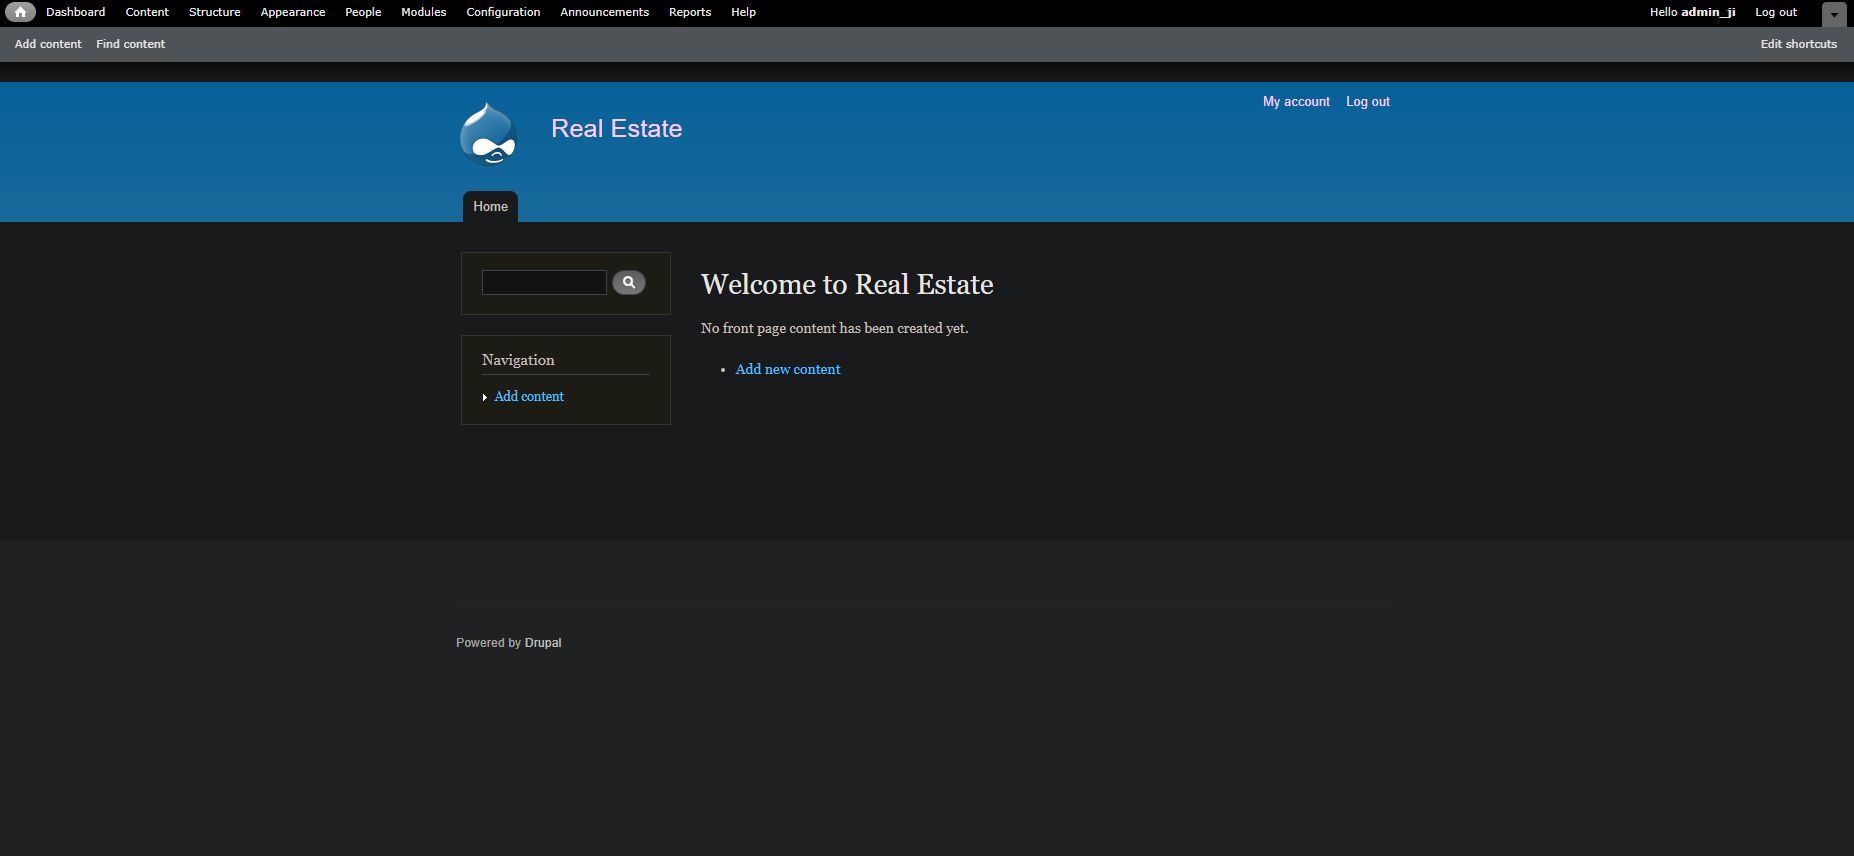 Dashboard Content Structure Appearance People Modules Configuration Announcements Reports Help Hello admin_ji Log out
Add content Find content Edit shortcuts
My account Log out
Real Estate
Home
Welcome to Real Estate
No front page content has been created yet.
Navigation
Add new content
Add content
Powered by Drupal